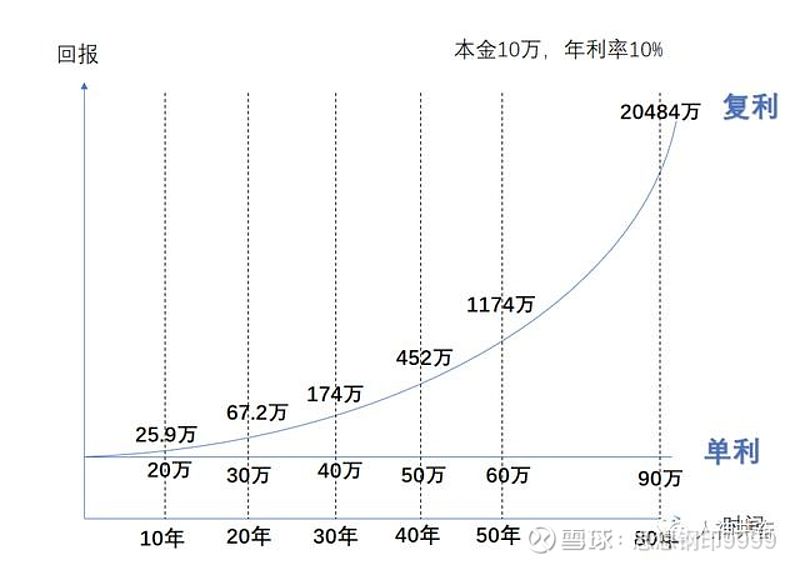 回报
本金10万，年利率10%
复利
20484万
1174万
452万
174万
67.2万
25.9万
单利
20万
30万
40万
50万
60万
90万
10年
20年
30年
40年
50年
80年
时间
雪球：
9999